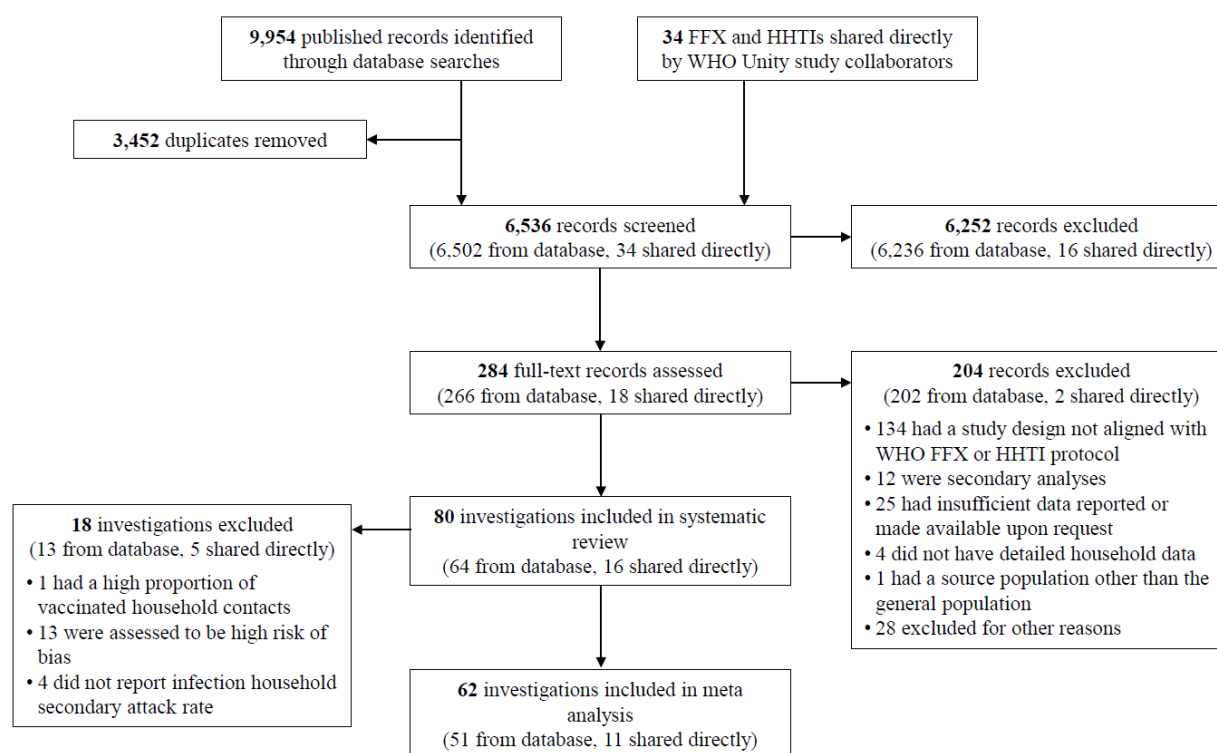 9,954 published records identified
through database searches
34 FFX and HHTIs shared directly
by WHO Unity study collaborators
3,452 duplicates removed
6,536 records screened
(6,502 from database, 34 shared directly)
6,252 records excluded
(6,236 from database, 16 shared directly)
284 full-text records assessed
(266 from database, 18 shared directly)
204 records excluded
(202 from database, 2 shared directly)
• 134 had a study design not aligned with
WHO FFX or HHTI protocol
• 12 were secondary analyses
• 25 had insufficient data reported or
made available upon request
• 4 did not have detailed household data
• 1 had a source population other than the
general population
• 28 excluded for other reasons
80 investigations included in systematic
review
(64 from database, 16 shared directly)
18 investigations excluded
(13 from database, 5 shared directly)
• 1 had a high proportion of
vaccinated household contacts
• 13 were assessed to be high risk of
bias
• 4 did not report infection household
secondary attack rate
62 investigations included in meta
analysis
(51 from database, 11 shared directly)